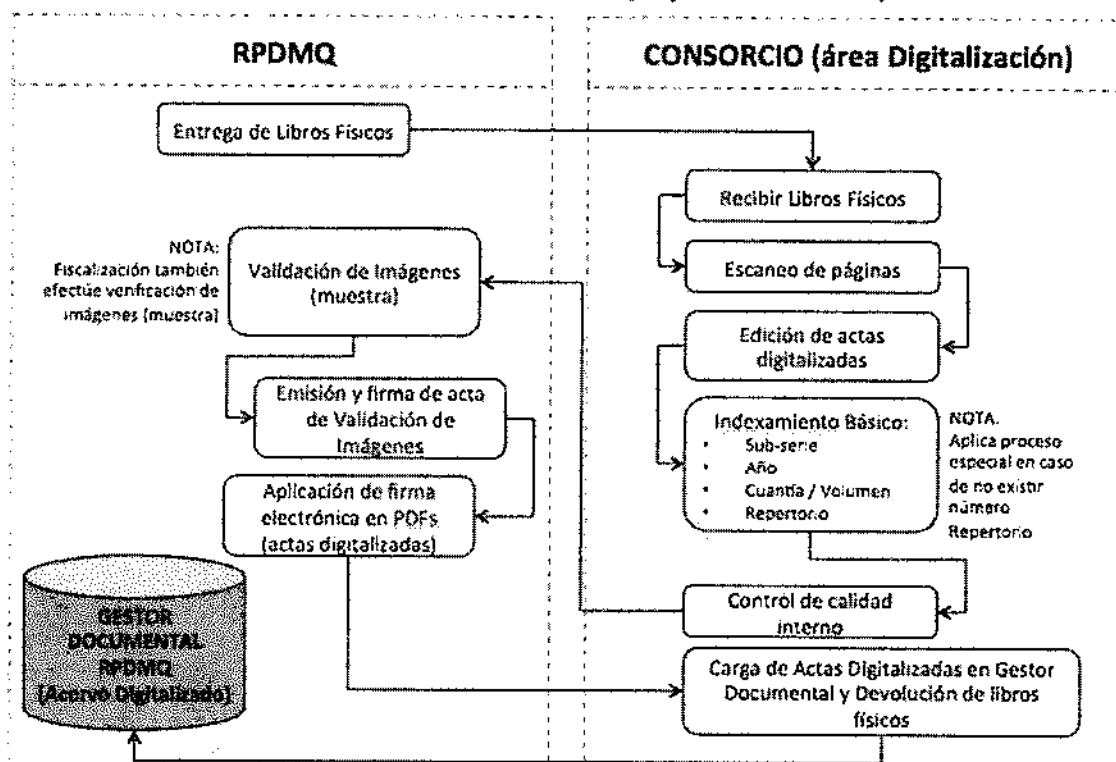 RPDMQ
CONSORCIO (área Digitalización)
Entrega de Libros Físicos
Recibir Libros Físicos
Escaneo de páginas
Edición de actas
digitalizadas
Indexamiento Básico:
• Sub-serie
• Año
• Cuantía / Volumen
• Repertorio
NOTA.
Aplica proceso
especial en caso
de no existir
número
Repertorio
Control de calidad
interno
NOTA:
Fiscalización también
efectúe verificación de
imágenes (muestra)
Validación de Imágenes
(muestra)
Emisión y firma de acta
de Validación de
Imágenes
Aplicación de firma
electrónica en PDFs
(actas digitalizadas)
Carga de Actas Digitalizadas en Gestor
Documental y Devolución de libros
físicos
GESTOR
DOCUMENTAL
RPDMQ
(Acervo Digitalizado)